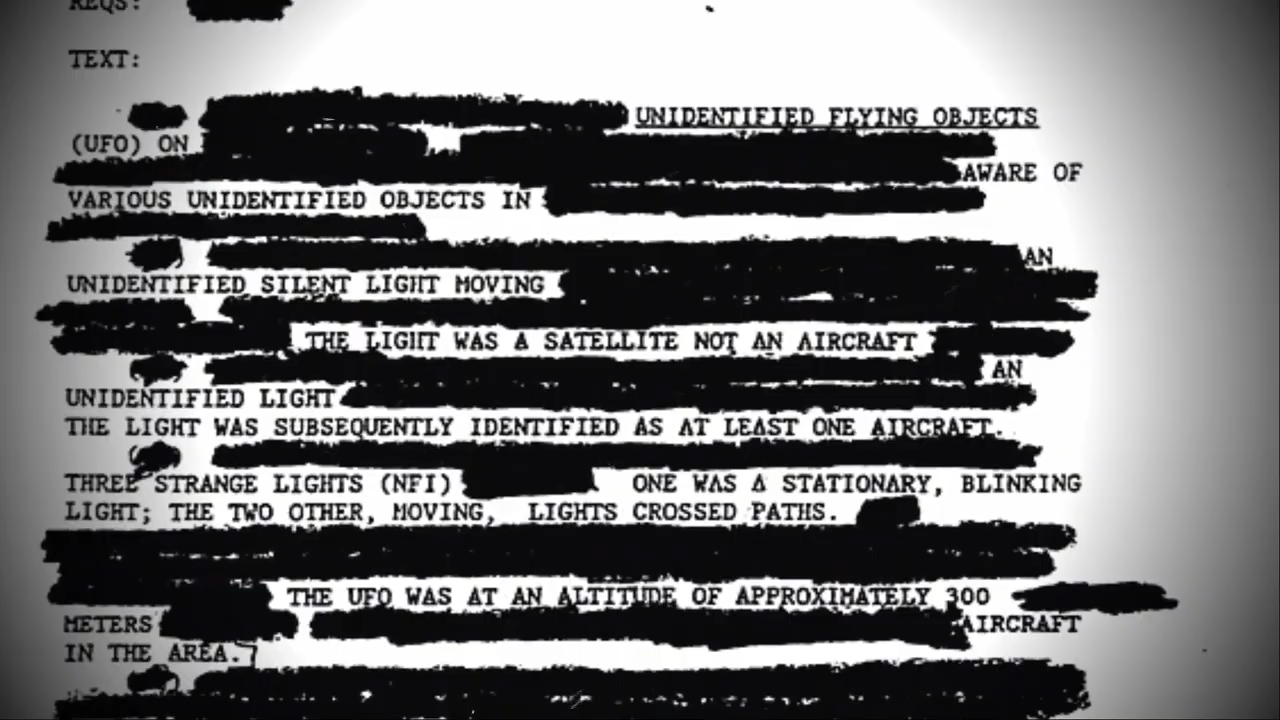 REQS:
TEXT:
UNIDENTIFIED FLYING OBJECTS
(UFO) ON
AWARE OF
VARIOUS UNIDENTIFIED OBJECTS IN
AN
UNIDENTIFIED SILENT LIGHT MOVING
THE LIGHT WAS A SATELLITE NOT AN AIRCRAFT
AN
UNIDENTIFIED LIGHT
THE LIGHT WAS SUBSEQUENTLY IDENTIFIED AS AT LEAST ONE AIRCRAFT.
THREE STRANGE LIGHTS (NFI) ONE WAS A STATIONARY, BLINKING
LIGHT; THE TWO OTHER, MOVING, LIGHTS CROSSED PATHS.
THE UFO WAS AT AN ALTITUDE OF APPROXIMATELY 300
METERS AIRCRAFT
IN THE AREA.